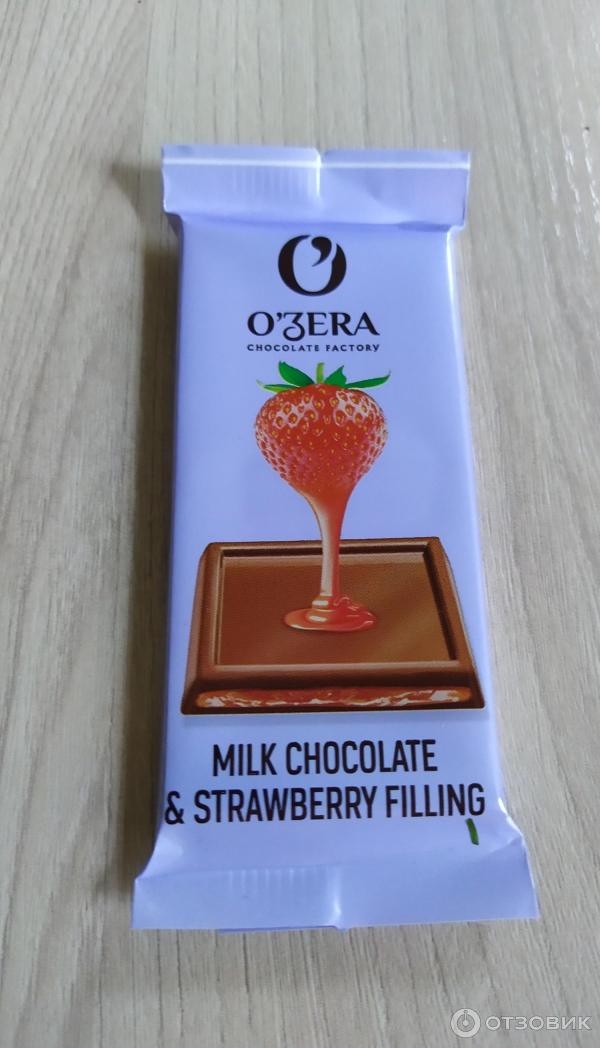 O'
O'ZERA
CHOCOLATE FACTORY
MILK CHOCOLATE
& STRAWBERRY FILLING
ОТЗОВИК